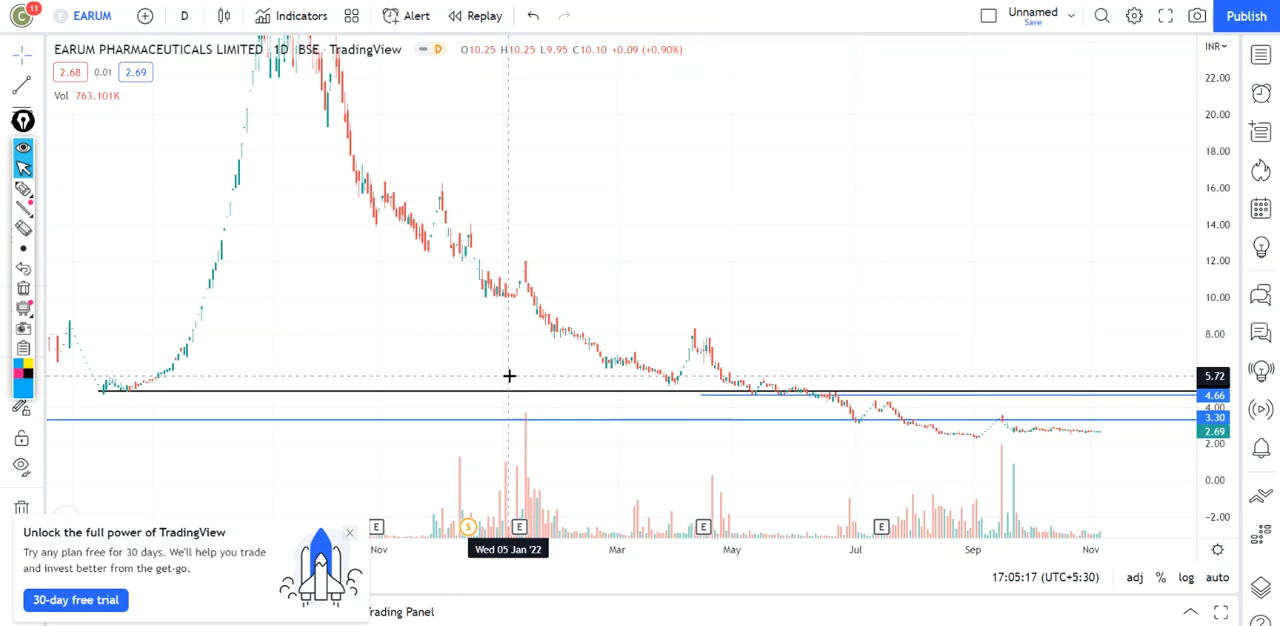 C 11 E EARUM D Indicators Alert Replay Unnamed Save Publish
EARUM PHARMACEUTICALS LIMITED 1D BSE TradingView D O10.25 H10.25 L9.95 C10.10 +0.09 (+0.90%) INR
2.68 0.01 2.69
Vol 763.101K
22.00
20.00
18.00
16.00
14.00
12.00
10.00
8.00
5.72
4.66
4.00
3.30
2.69
2.00
0.00
−2.00
E S E E E
Nov Wed 05 Jan '22 Mar May Jul Sep Nov
Unlock the full power of TradingView
Try any plan free for 30 days. We'll help you trade
and invest better from the get-go.
30-day free trial
17:05:17 (UTC+5:30) adj % log auto
rading Panel